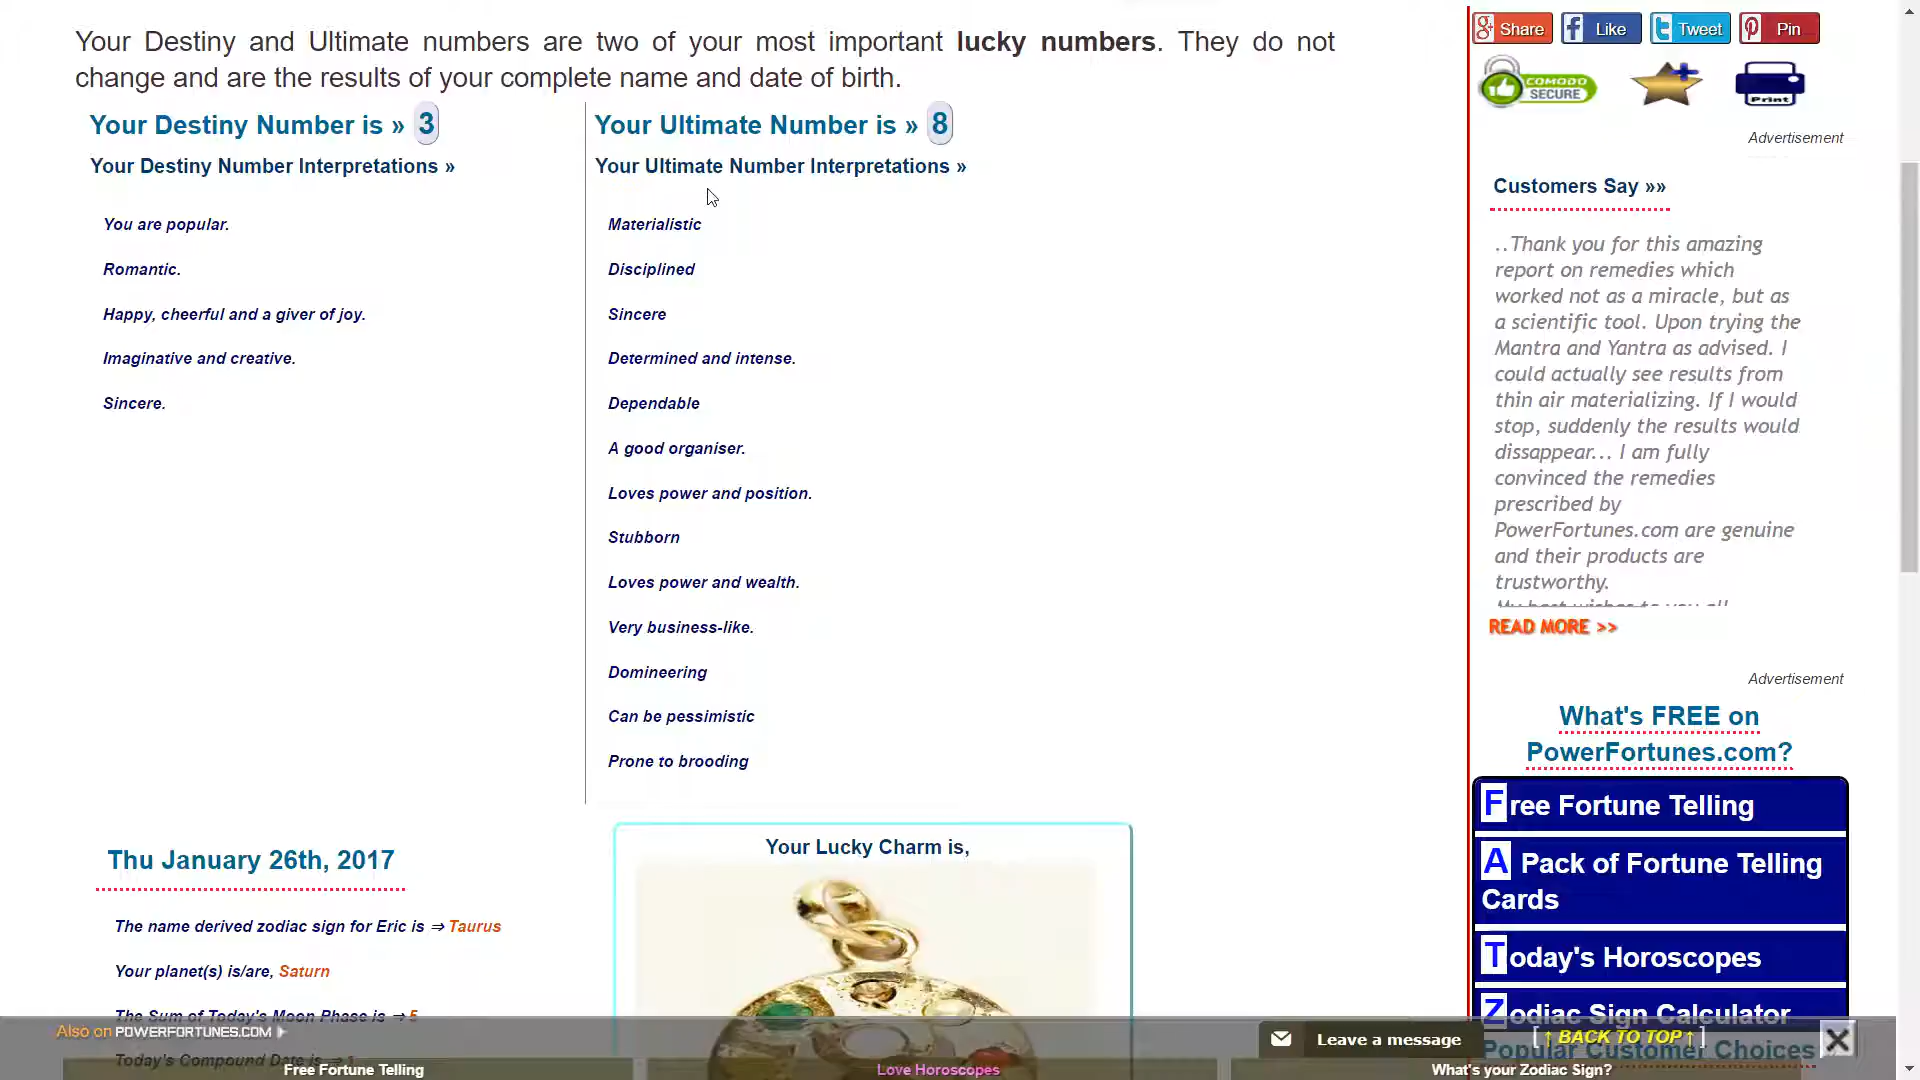 Your Destiny and Ultimate numbers are two of your most important lucky numbers. They do not
change and are the results of your complete name and date of birth.
Your Destiny Number is » 3
Your Destiny Number Interpretations »
You are popular.
Romantic.
Happy, cheerful and a giver of joy.
Imaginative and creative.
Sincere.
Your Ultimate Number is » 8
Your Ultimate Number Interpretations »
Materialistic
Disciplined
Sincere
Determined and intense.
Dependable
A good organiser.
Loves power and position.
Stubborn
Loves power and wealth.
Very business-like.
Domineering
Can be pessimistic
Prone to brooding
Thu January 26th, 2017
The name derived zodiac sign for Eric is ⇒ Taurus
Your planet(s) is/are, Saturn
The Sum of Today's Moon Phase is ⇒ 5
Today's Compound Date is ⇒
Your Lucky Charm is,
Share
Like
Tweet
Pin
COMODO
SECURE
Print
Advertisement
Customers Say »»
..Thank you for this amazing
report on remedies which
worked not as a miracle, but as
a scientific tool. Upon trying the
Mantra and Yantra as advised. I
could actually see results from
thin air materializing. If I would
stop, suddenly the results would
dissappear... I am fully
convinced the remedies
prescribed by
PowerFortunes.com are genuine
and their products are
trustworthy.
My best wishes to you all
READ MORE >>
Advertisement
What's FREE on
PowerFortunes.com?
Free Fortune Telling
A Pack of Fortune Telling
Cards
Today's Horoscopes
Zodiac Sign Calculator
Popular Customer Choices
Also on POWERFORTUNES.COM
Leave a message
[ ↑ BACK TO TOP ↑ ]
Free Fortune Telling
Love Horoscopes
What's your Zodiac Sign?